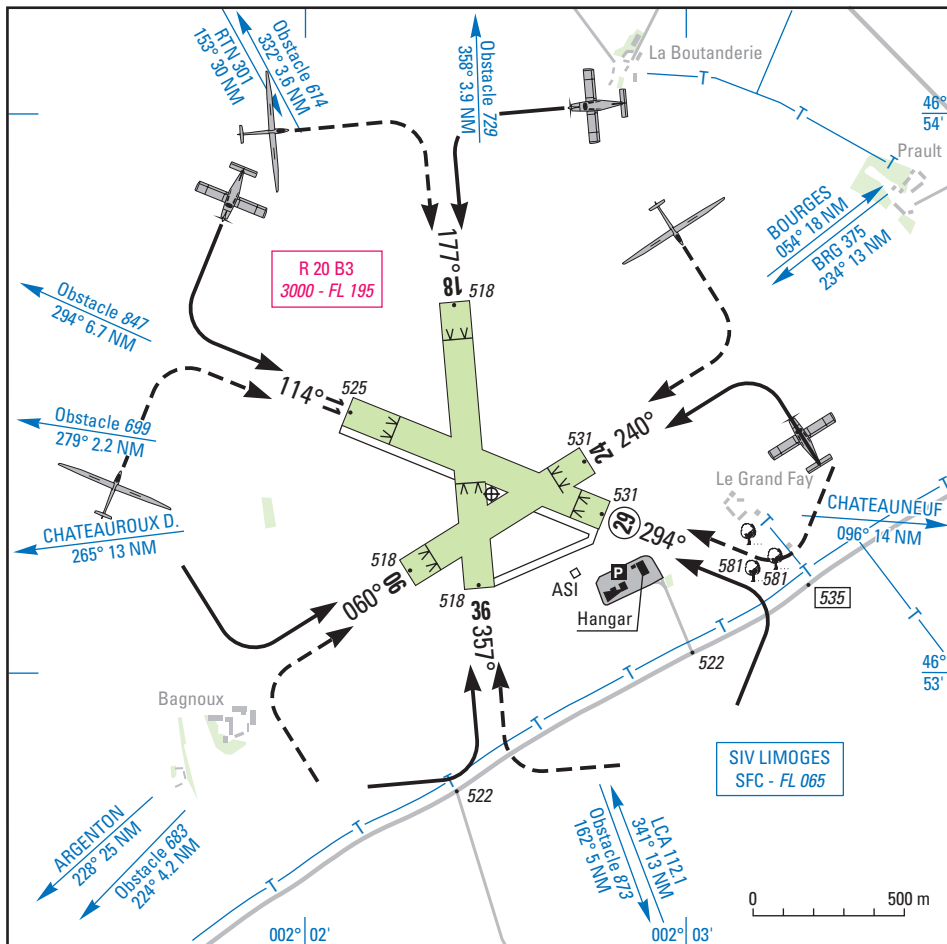 RTN 301
153° 30 NM
Obstacle 614
332° 3.6 NM
Obstacle 729
358° 3.9 NM
La Boutanderie
T
T
46°
54'
Prault
BOURGES
054° 18 NM
BRG 375
234° 13 NM
R 20 B3
3000 - FL 195
177°
18
518
Obstacle 847
294° 6.7 NM
114°
11
525
Obstacle 699
279° 2.2 NM
CHATEAUROUX D.
265° 13 NM
531
24
240°
531
29
294°
Le Grand Fay
T
CHATEAUNEUF
096° 14 NM
581
581
535
T
T
518
06
060°
518
36
357°
ASI
P
Hangar
522
T
T
46°
53'
Bagnoux
T
T
522
T
SIV LIMOGES
SFC - FL 065
LCA 112.1
341° 13 NM
Obstacle 873
162° 5 NM
ARGENTON
228° 25 NM
Obstacle 683
224° 4.2 NM
T
0
500 m
002° 02'
002° 03'